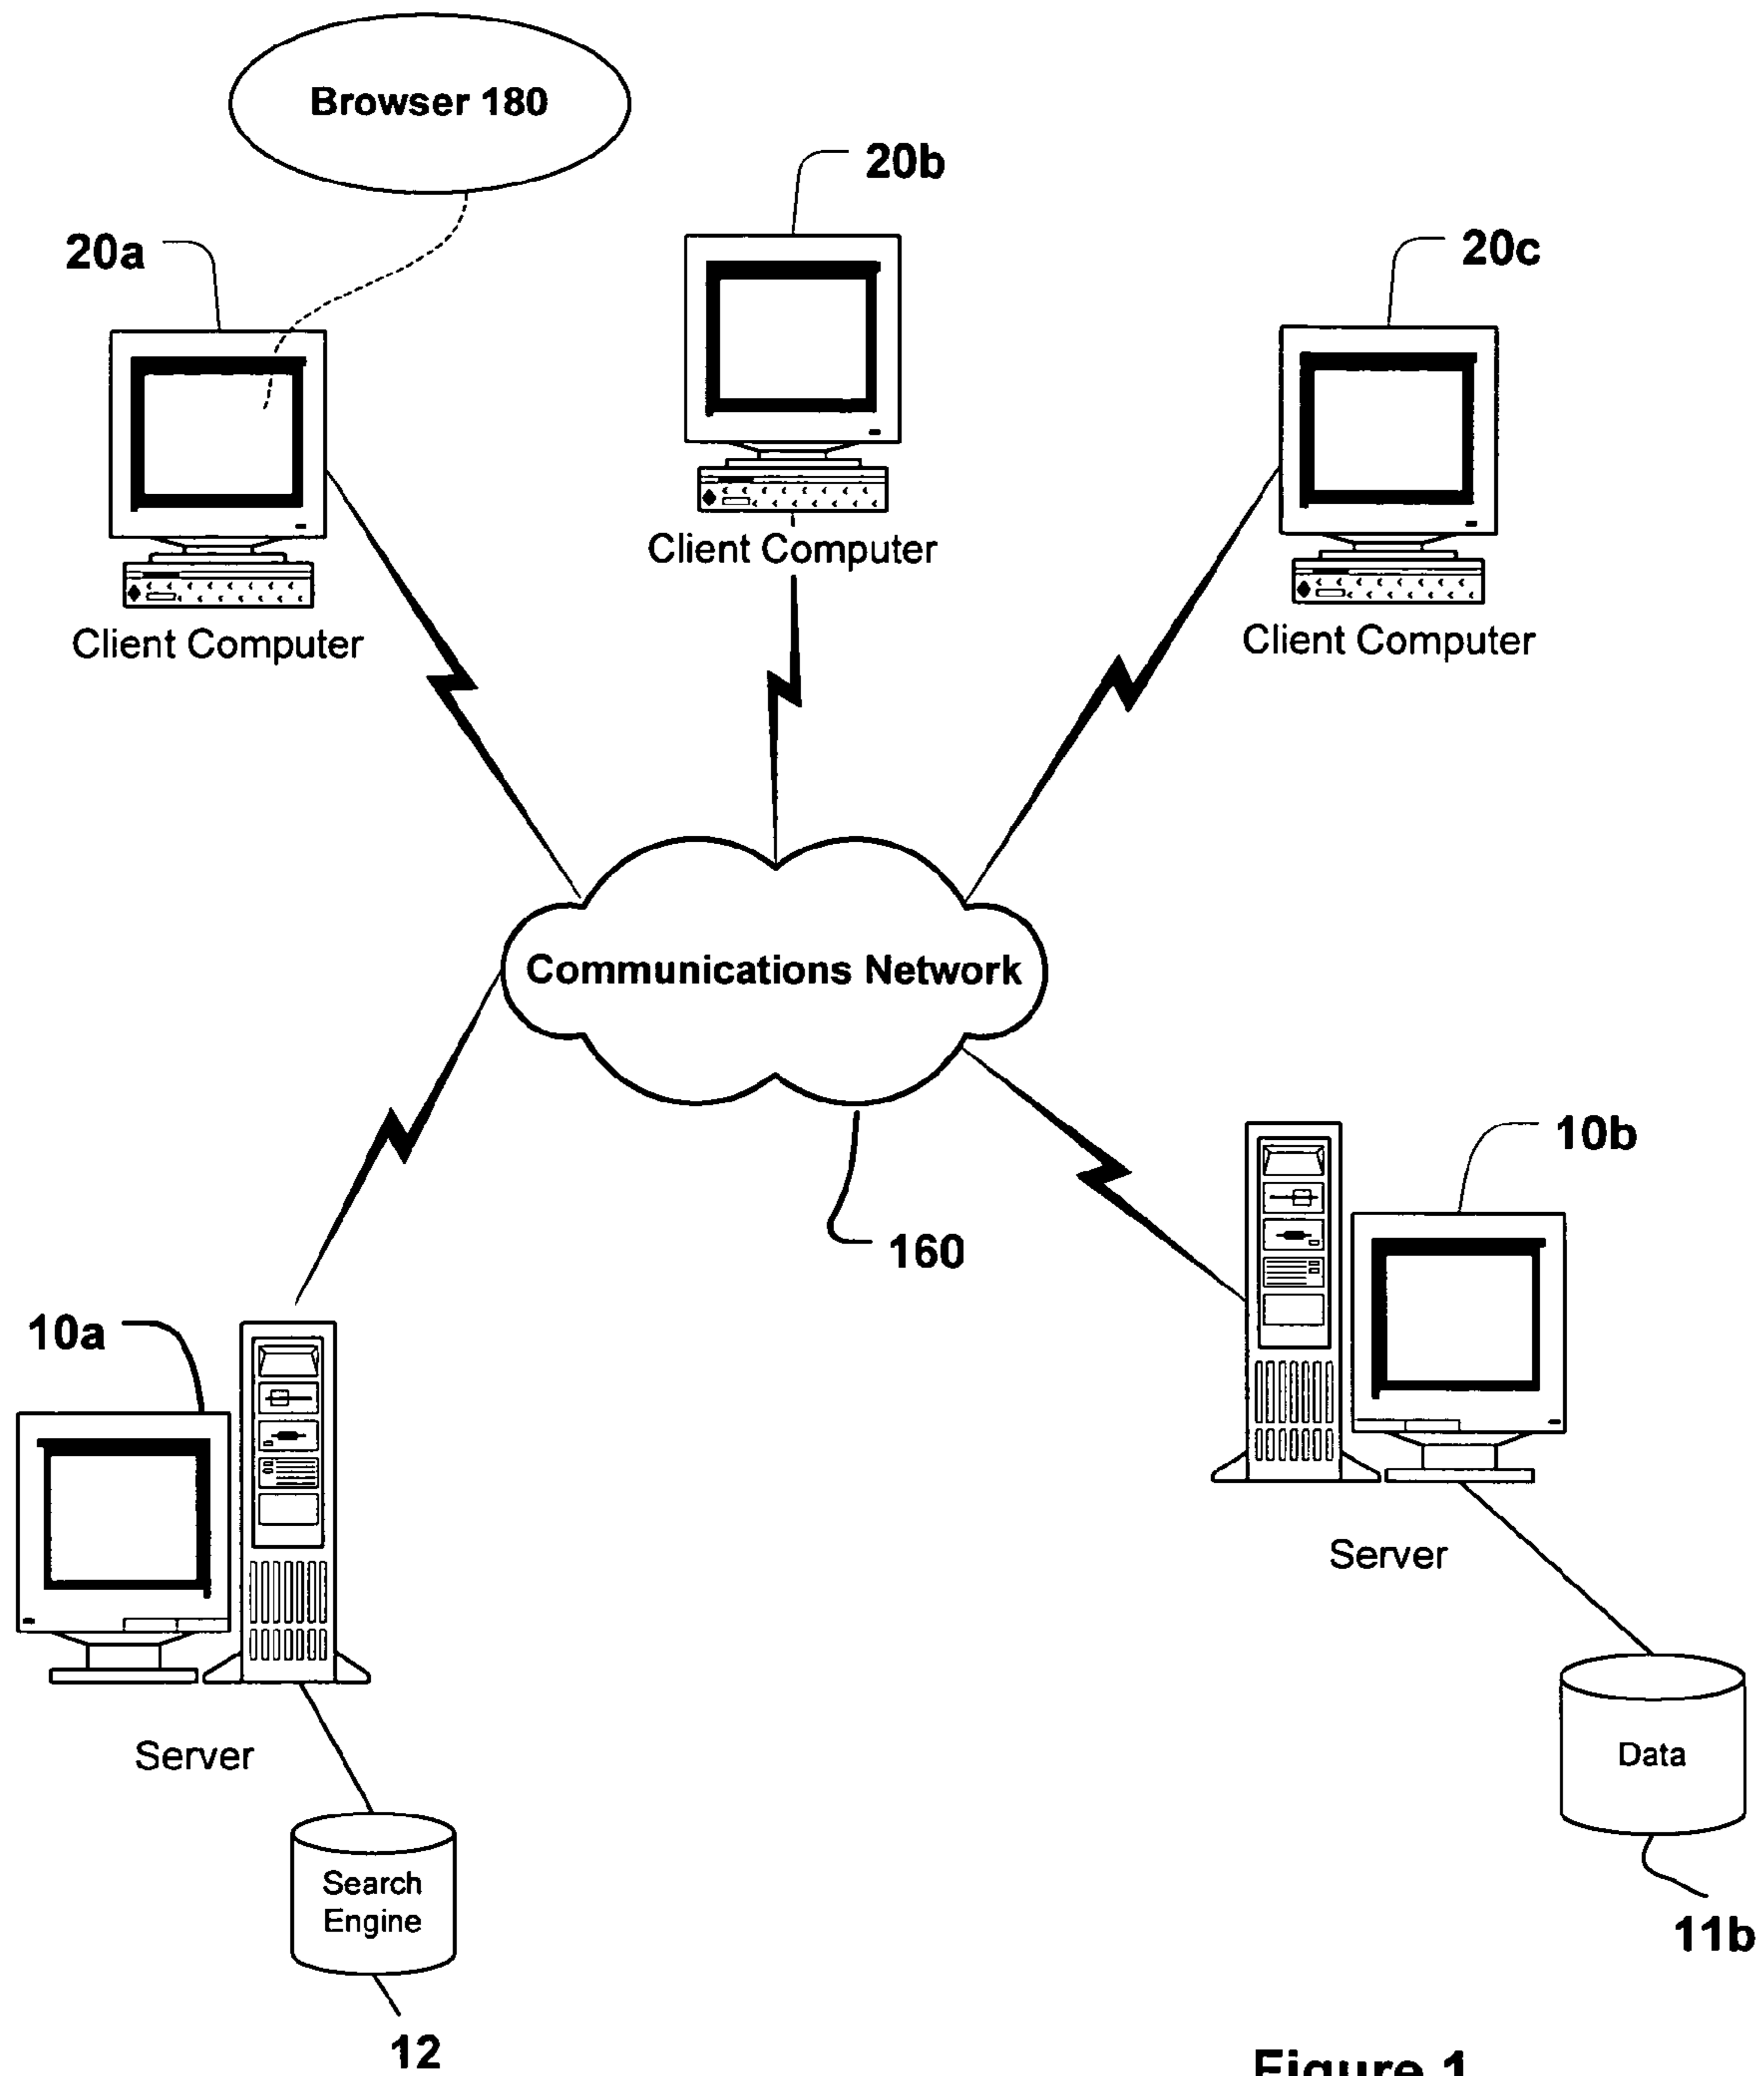 Browser 180
20b
20a
20c
Client Computer
Client Computer
Client Computer
Communications Network
10b
160
10a
Server
Server
Data
Search
Engine
11b
12
Figure 1